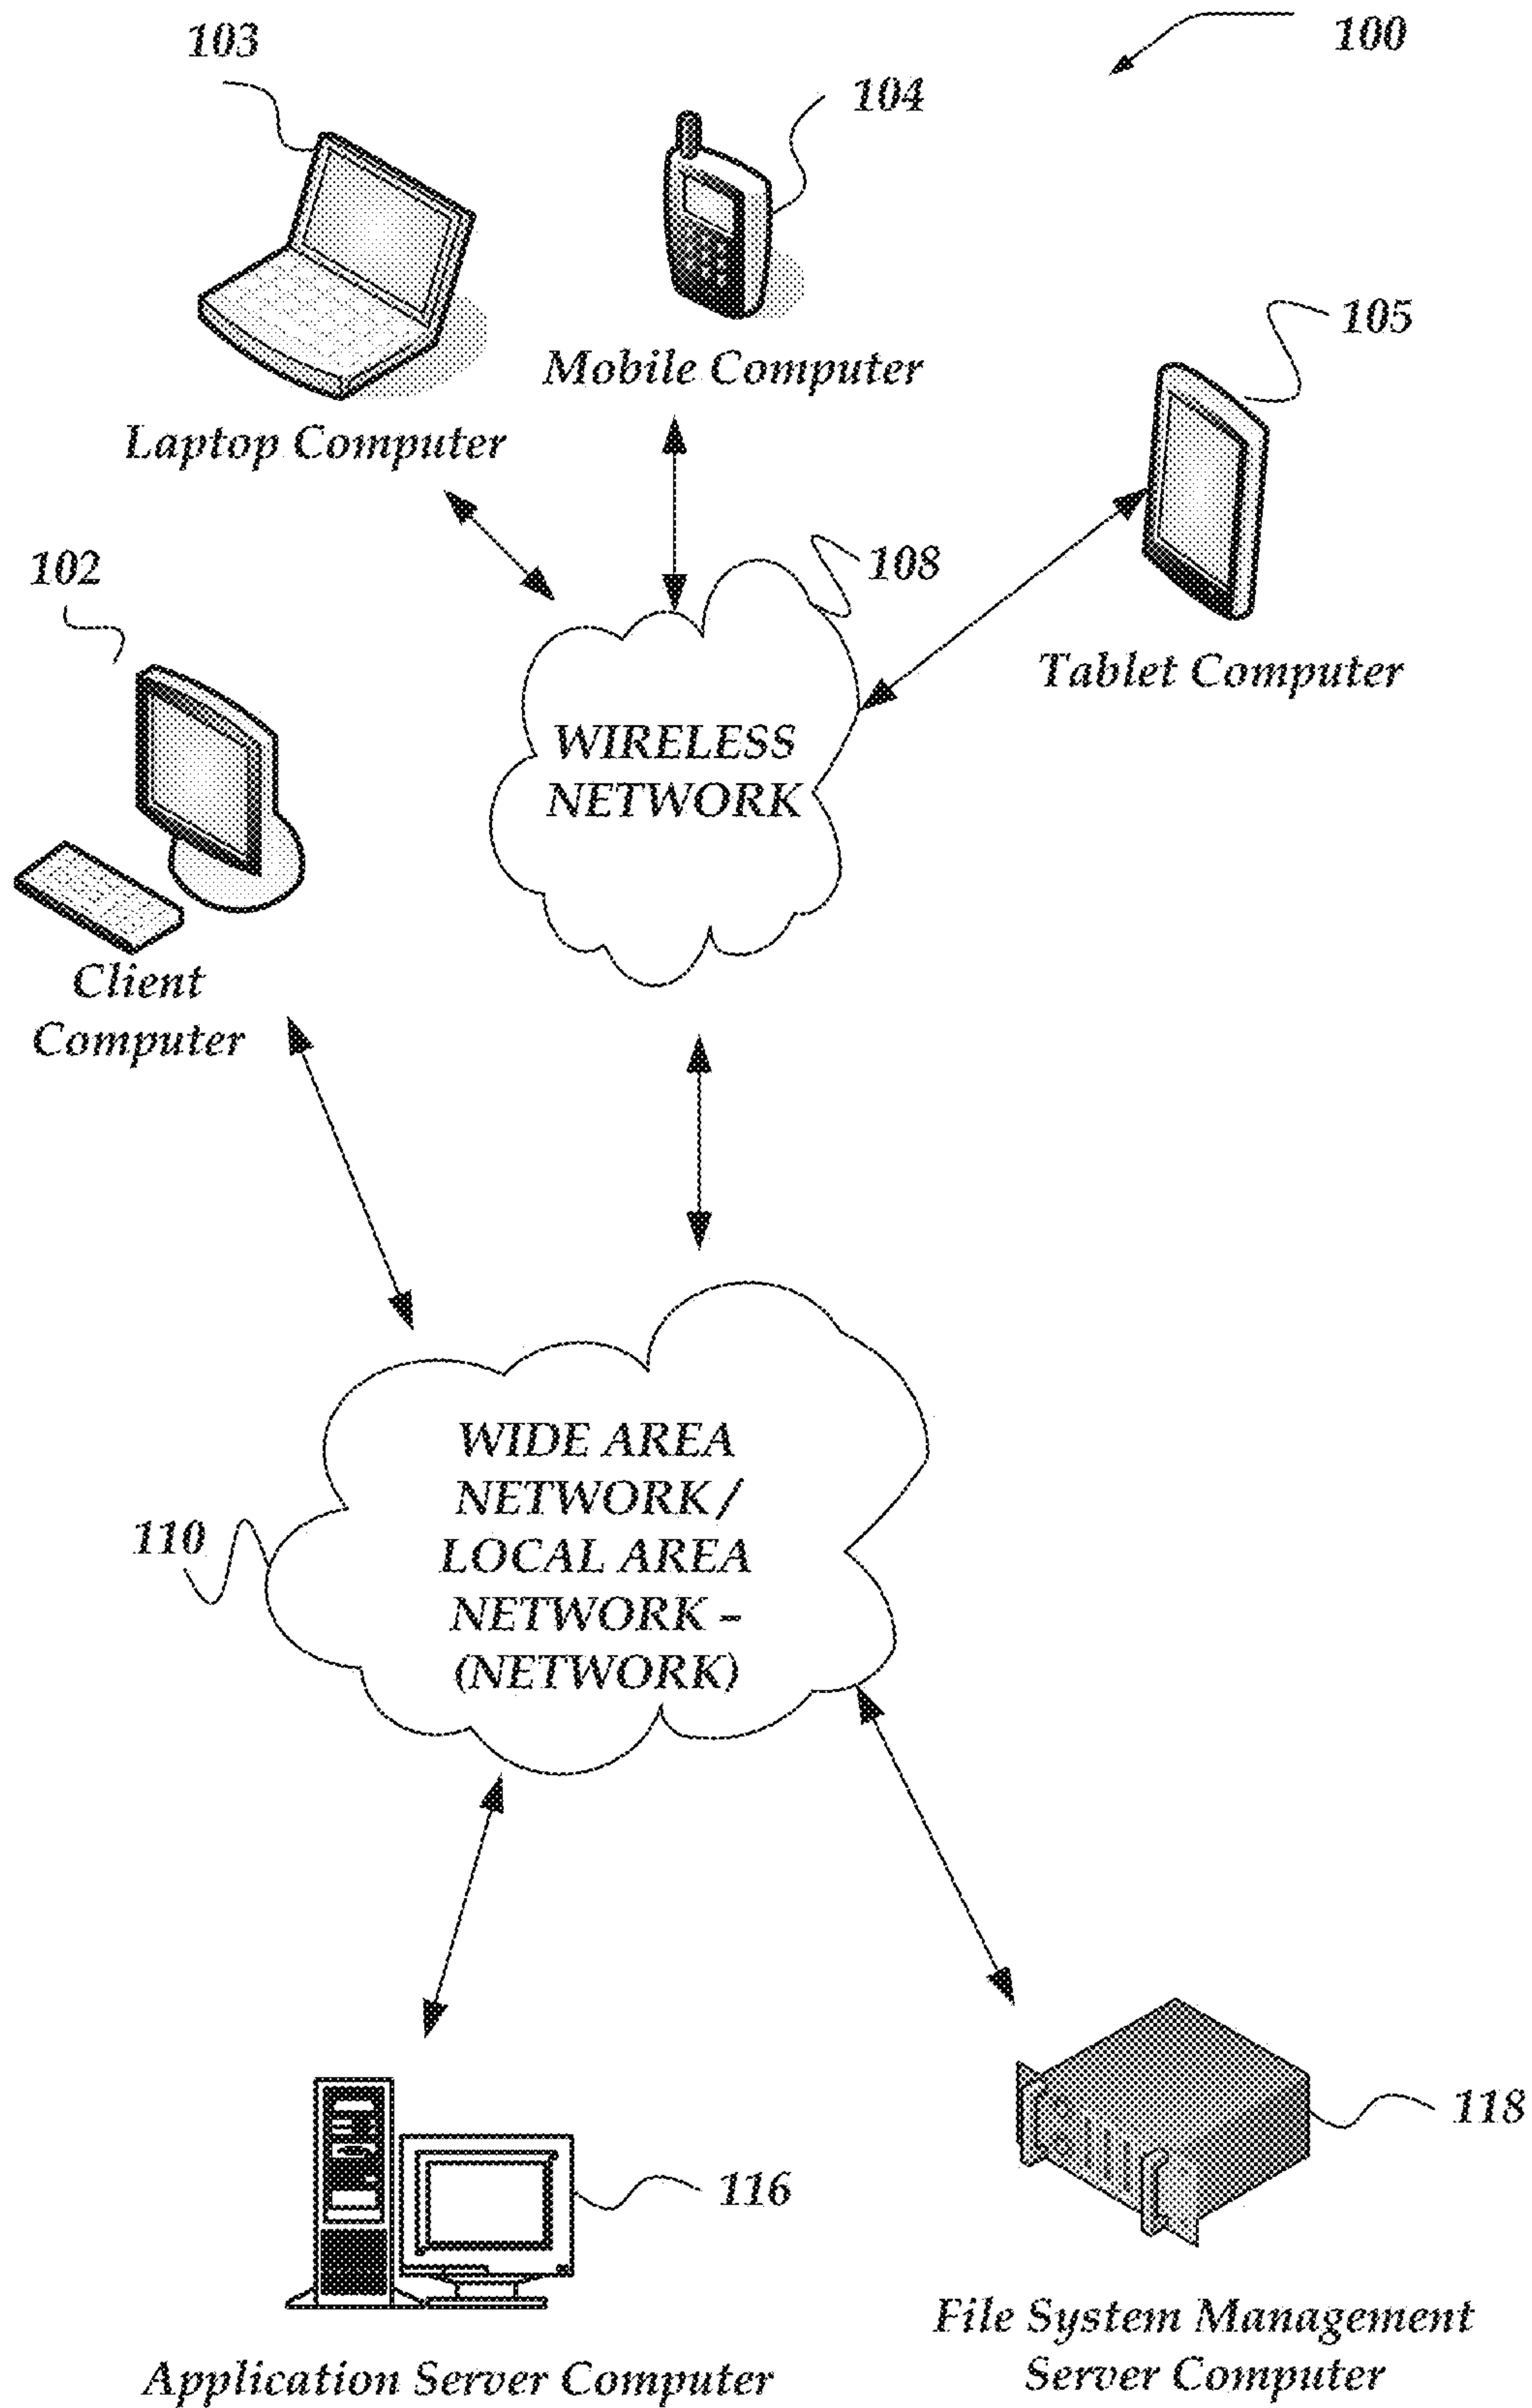 100
103
104
Mobile Computer
105
Laptop Computer
102
108
Tablet Computer
WIRELESS
NETWORK
Client
Computer
WIDE AREA
NETWORK /
LOCAL AREA
NETWORK –
(NETWORK)
110
116
118
Application Server Computer
File System Management
Server Computer